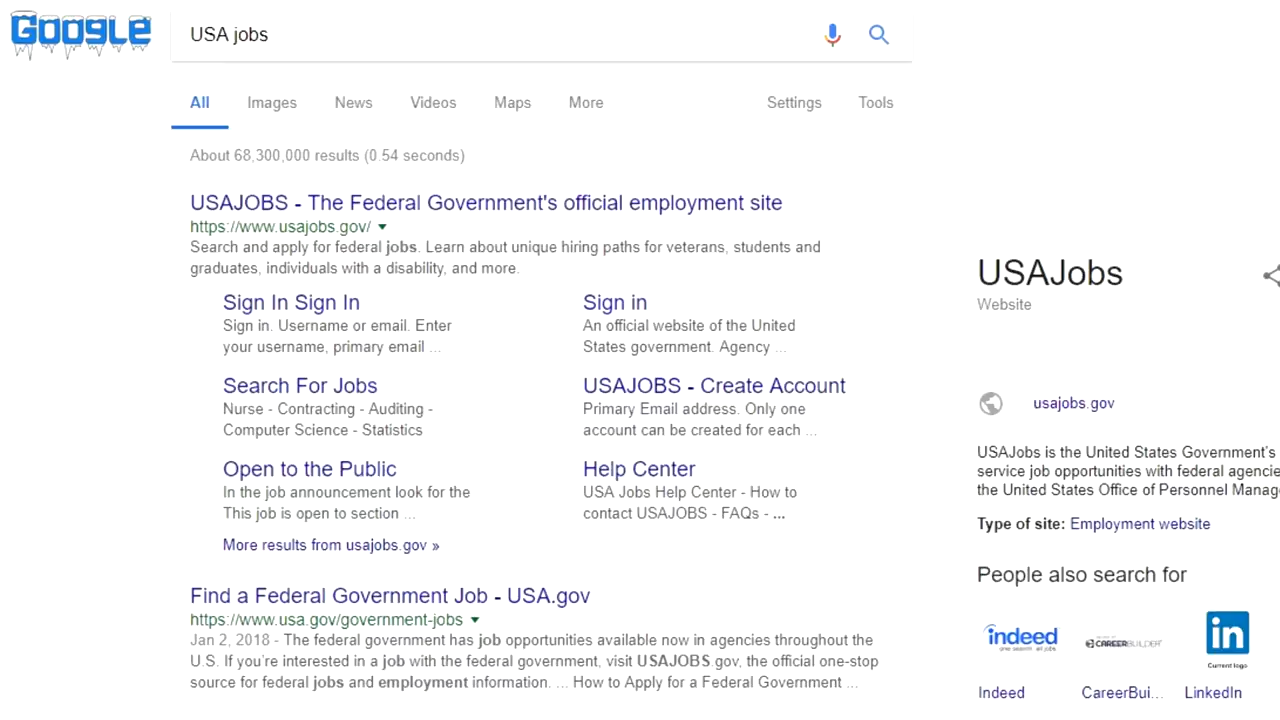 Google
USA jobs
All Images News Videos Maps More Settings Tools
About 68,300,000 results (0.54 seconds)
USAJOBS - The Federal Government's official employment site
https://www.usajobs.gov/
Search and apply for federal jobs. Learn about unique hiring paths for veterans, students and
graduates, individuals with a disability, and more.
Sign In Sign In
Sign in. Username or email. Enter
your username, primary email ...
Sign in
An official website of the United
States government. Agency ...
Search For Jobs
Nurse - Contracting - Auditing -
Computer Science - Statistics
USAJOBS - Create Account
Primary Email address. Only one
account can be created for each ...
Open to the Public
In the job announcement look for the
This job is open to section ...
Help Center
USA Jobs Help Center - How to
contact USAJOBS - FAQs - ...
More results from usajobs.gov »
Find a Federal Government Job - USA.gov
https://www.usa.gov/government-jobs
Jan 2, 2018 - The federal government has job opportunities available now in agencies throughout the
U.S. If you're interested in a job with the federal government, visit USAJOBS.gov, the official one-stop
source for federal jobs and employment information. ... How to Apply for a Federal Government ...
USAJobs
Website
usajobs.gov
USAJobs is the United States Government's
service job opportunities with federal agencie
the United States Office of Personnel Manag
Type of site: Employment website
People also search for
indeed
one search. all jobs.
CAREERBUILDER
in
Current logo
Indeed CareerBui... LinkedIn